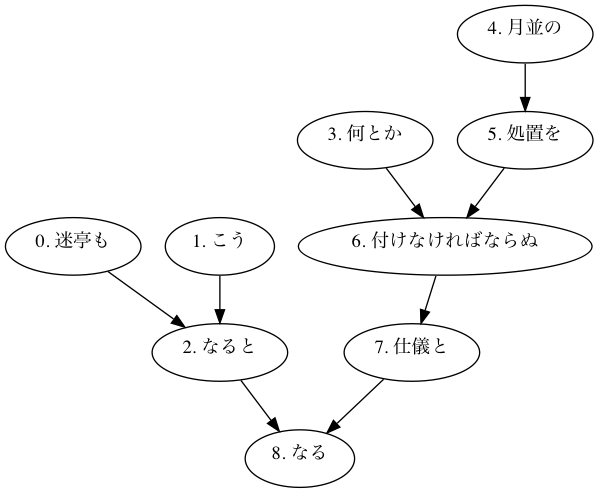 4. 月並の
3. 何とか
5. 処置を
0. 迷亭も
1. こう
6. 付けなければならぬ
2. なると
7. 仕儀と
8. なる